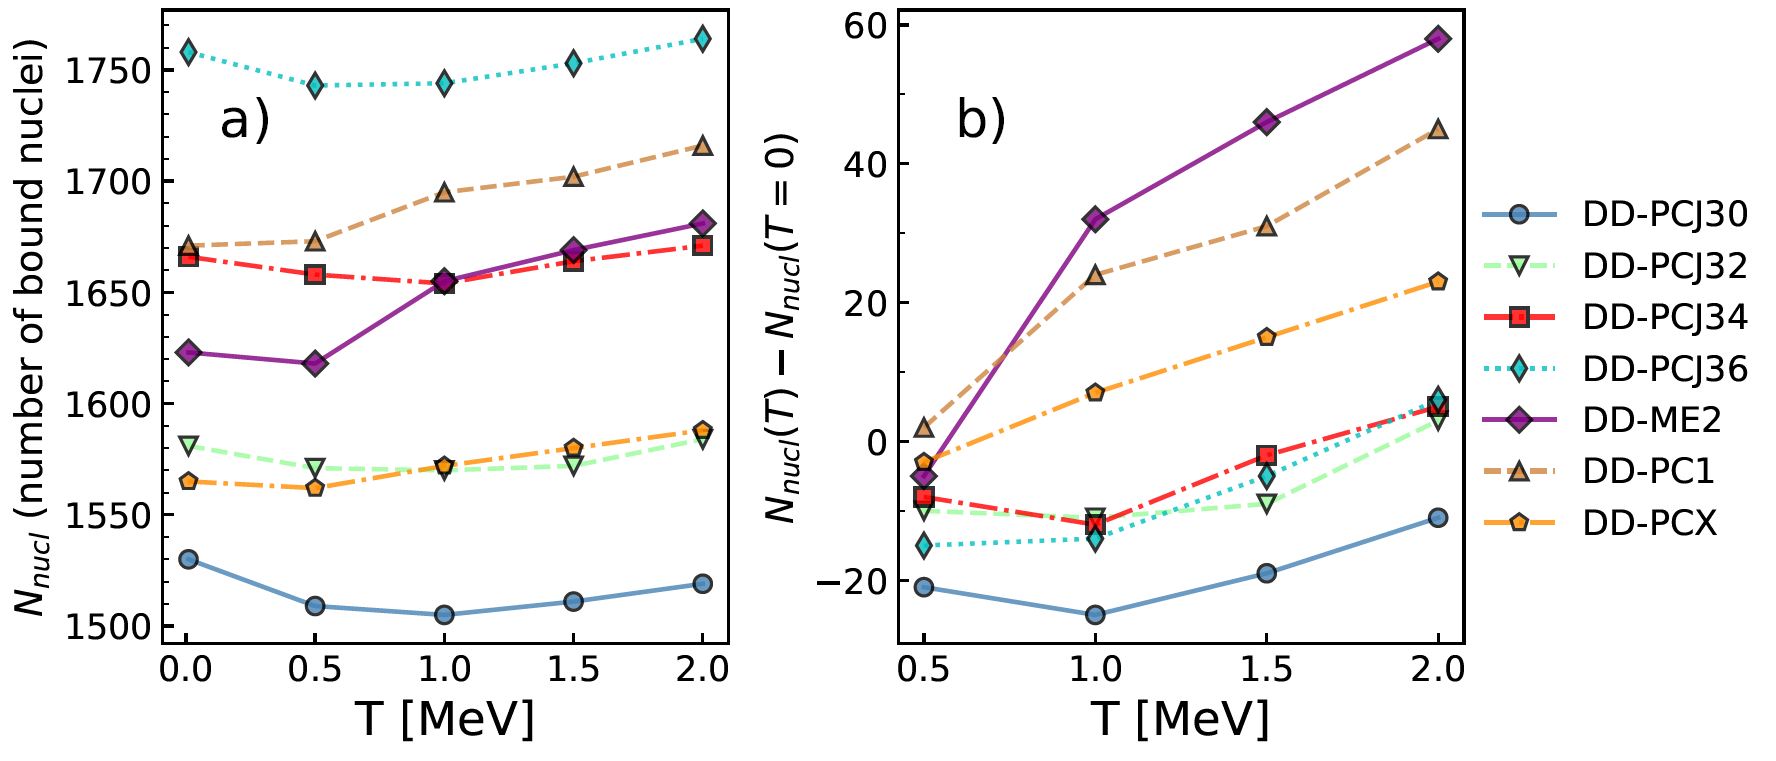 N_nucl (number of bound nuclei)
1750
1700
1650
1600
1550
1500
a)
0.0 0.5 1.0 1.5 2.0
T [MeV]
N_nucl(T) − N_nucl(T = 0)
60
40
20
0
−20
b)
0.5 1.0 1.5 2.0
T [MeV]
DD-PCJ30
DD-PCJ32
DD-PCJ34
DD-PCJ36
DD-ME2
DD-PC1
DD-PCX